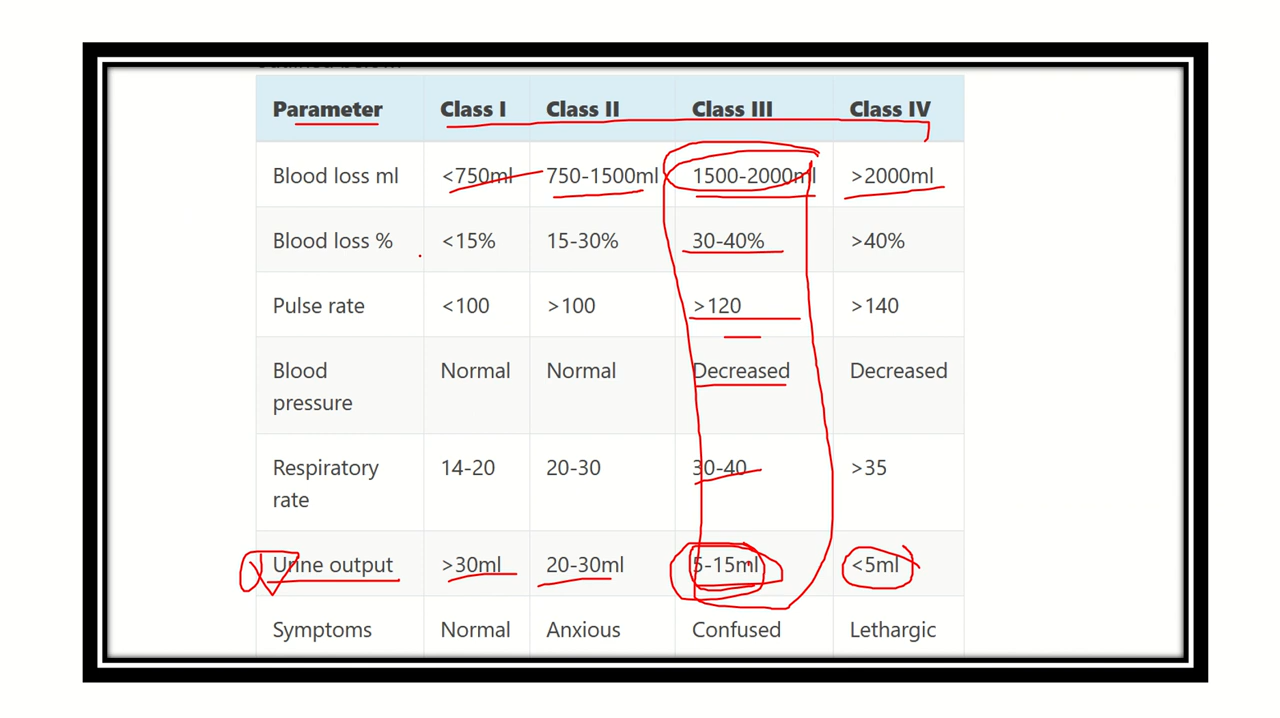 Parameter Class I Class II Class III Class IV
Blood loss ml <750ml 750-1500ml 1500-2000ml >2000ml
Blood loss % <15% 15-30% 30-40% >40%
Pulse rate <100 >100 >120 >140
Blood pressure Normal Normal Decreased Decreased
Respiratory rate 14-20 20-30 30-40 >35
Urine output >30ml 20-30ml 5-15ml <5ml
Symptoms Normal Anxious Confused Lethargic